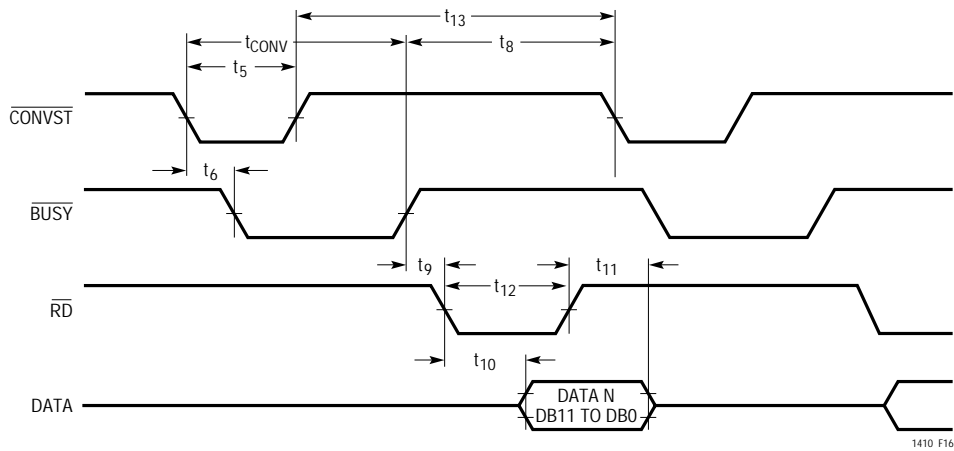 t13
tCONV
t8
t5
CONVST
t6
BUSY
t9
t11
t12
RD
t10
DATA
DATA N
DB11 TO DB0
1410 F16